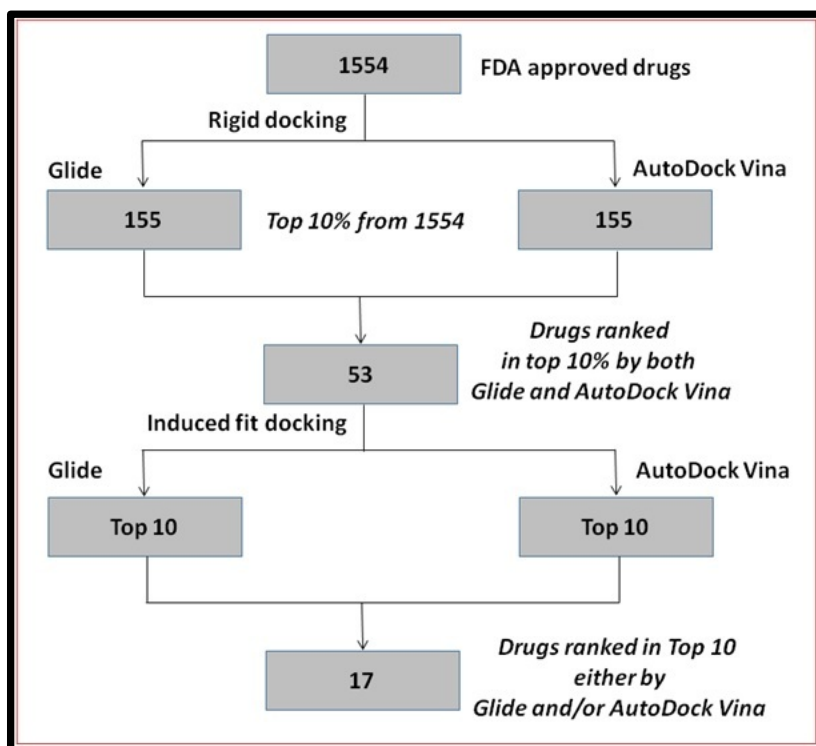 1554
FDA approved drugs
Rigid docking
Glide
AutoDock Vina
155
Top 10% from 1554
155
Drugs ranked
in top 10% by both
Glide and AutoDock Vina
53
Induced fit docking
Glide
AutoDock Vina
Top 10
Top 10
Drugs ranked in Top 10
either by
Glide and/or AutoDock Vina
17